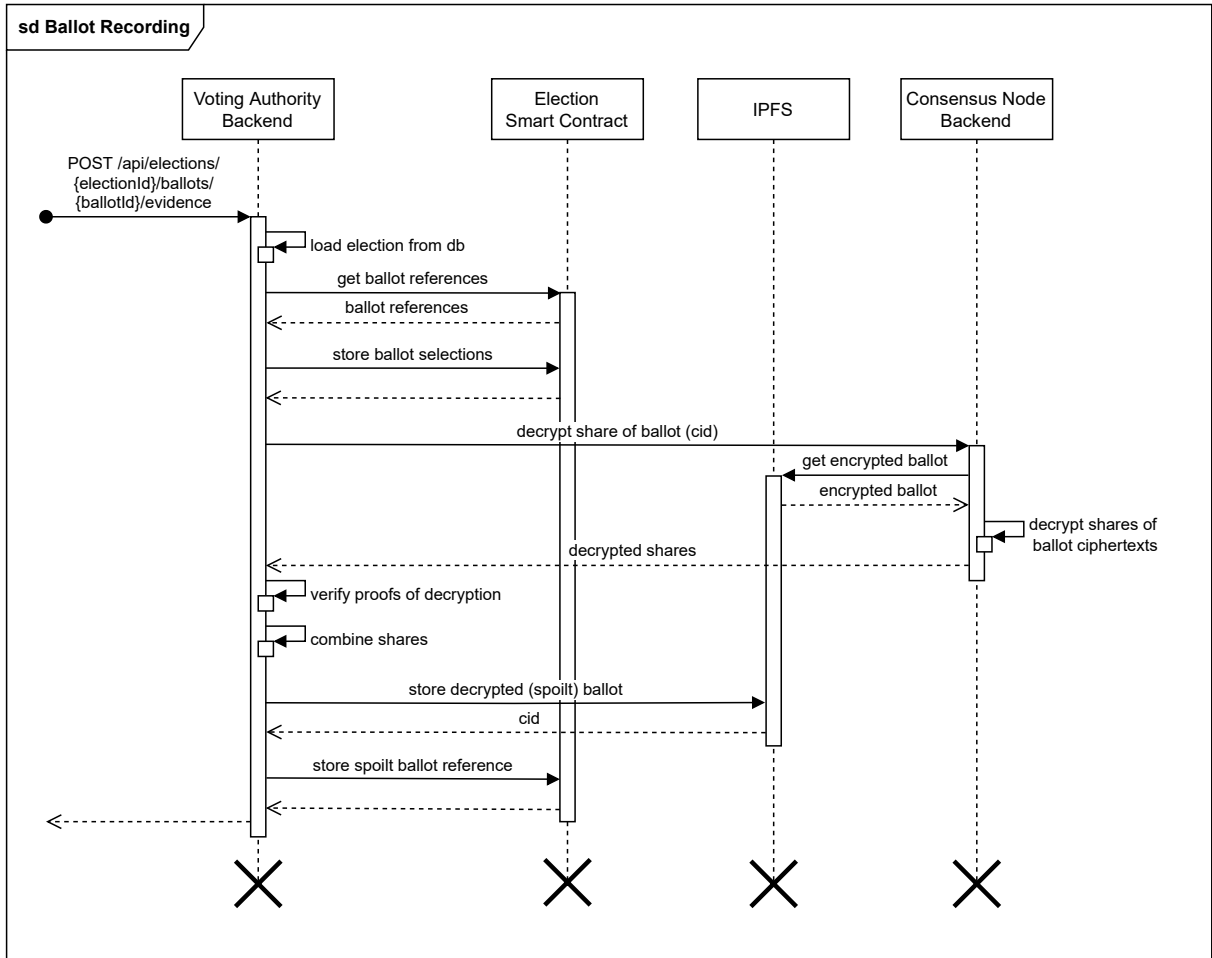 sd Ballot Recording
Voting Authority
Backend
Election
Smart Contract
IPFS
Consensus Node
Backend
POST /api/elections/
{electionId}/ballots/
{ballotId}/evidence
load election from db
get ballot references
ballot references
store ballot selections
decrypt share of ballot (cid)
get encrypted ballot
encrypted ballot
decrypt shares of
ballot ciphertexts
decrypted shares
verify proofs of decryption
combine shares
store decrypted (spoilt) ballot
cid
store spoilt ballot reference